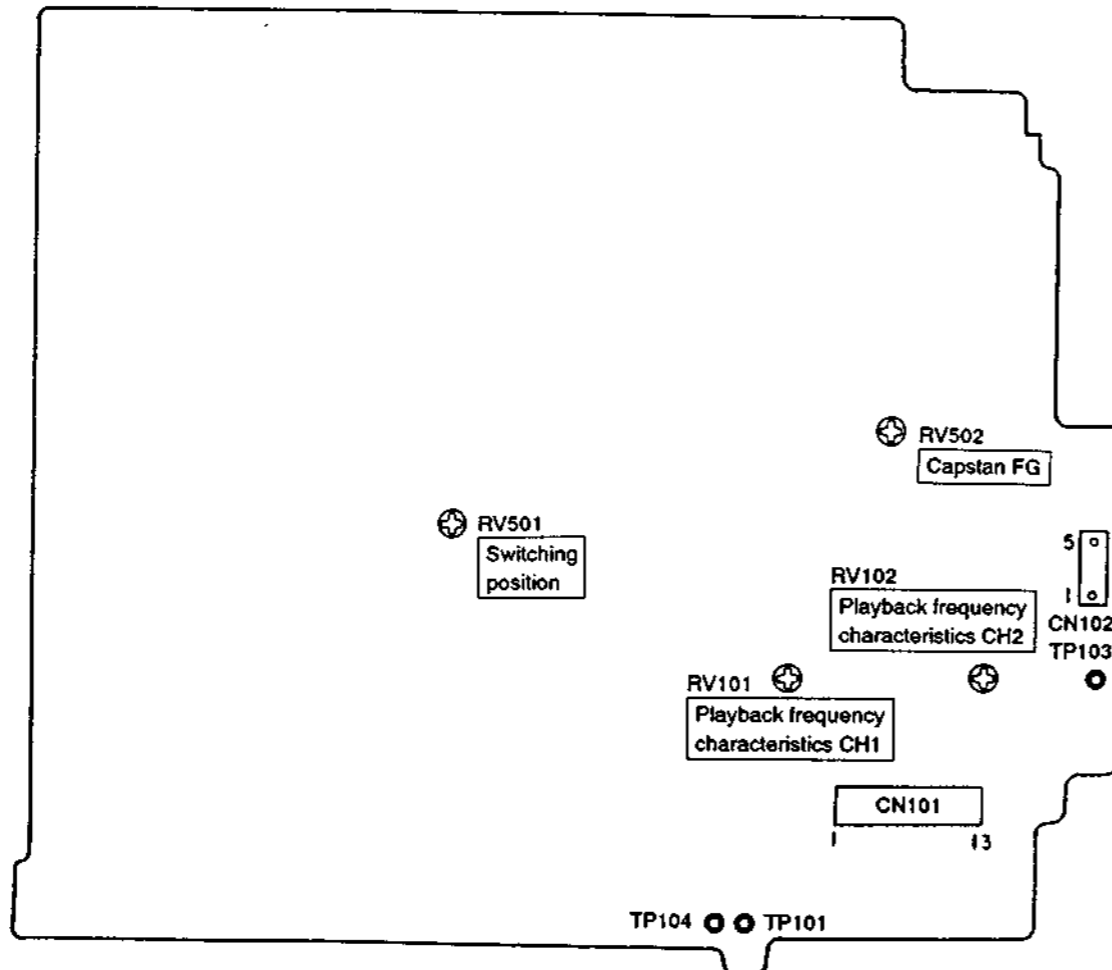 RV502
Capstan FG
RV501
Switching
position
5
1
CN102
RV102
Playback frequency
characteristics CH2
TP103
RV101
Playback frequency
characteristics CH1
CN101
1 13
TP104 TP101